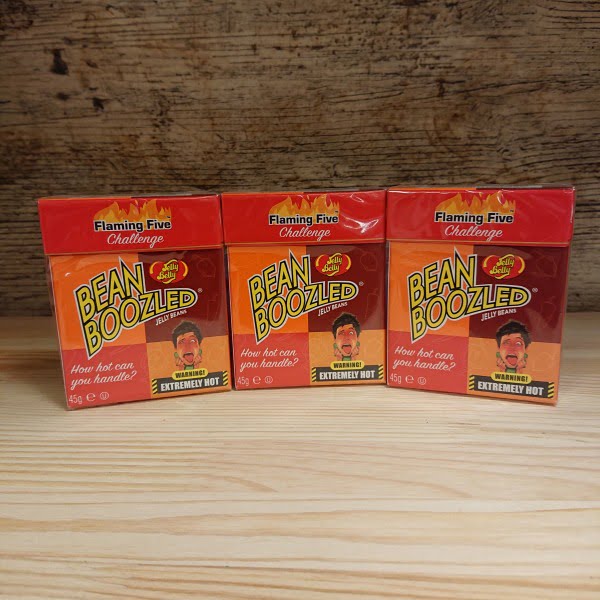 Flaming Five
Challenge
Jelly
Belly
BEAN
BOOZLED®
JELLY BEANS
How hot can
you handle?
WARNING!
EXTREMELY HOT
45g ℮ U
Flaming Five
Challenge
Jelly
Belly
BEAN
BOOZLED®
JELLY BEANS
How hot can
you handle?
WARNING!
EXTREMELY HOT
45g ℮ U
Flaming Five
Challenge
Jelly
Belly
BEAN
BOOZLED®
JELLY BEANS
How hot can
you handle?
WARNING!
EXTREMELY HOT
45g ℮ U